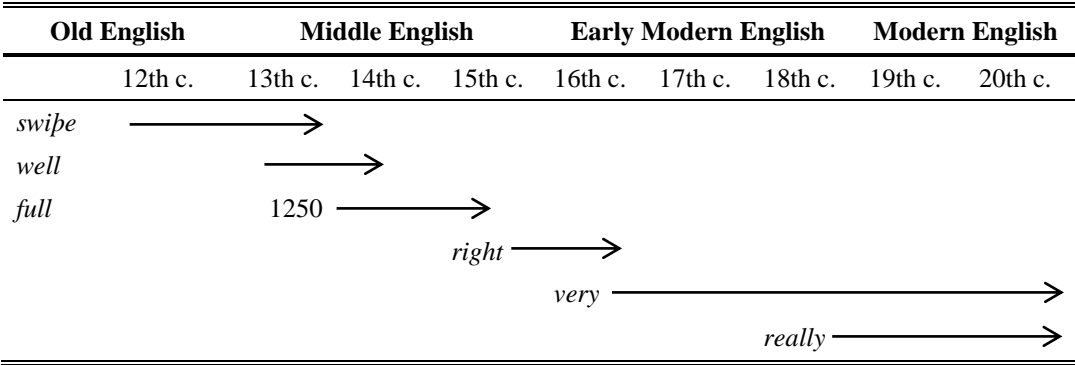 Old English Middle English Early Modern English Modern English
12th c. 13th c. 14th c. 15th c. 16th c. 17th c. 18th c. 19th c. 20th c.
swiþe
well
full 1250
right
very
really